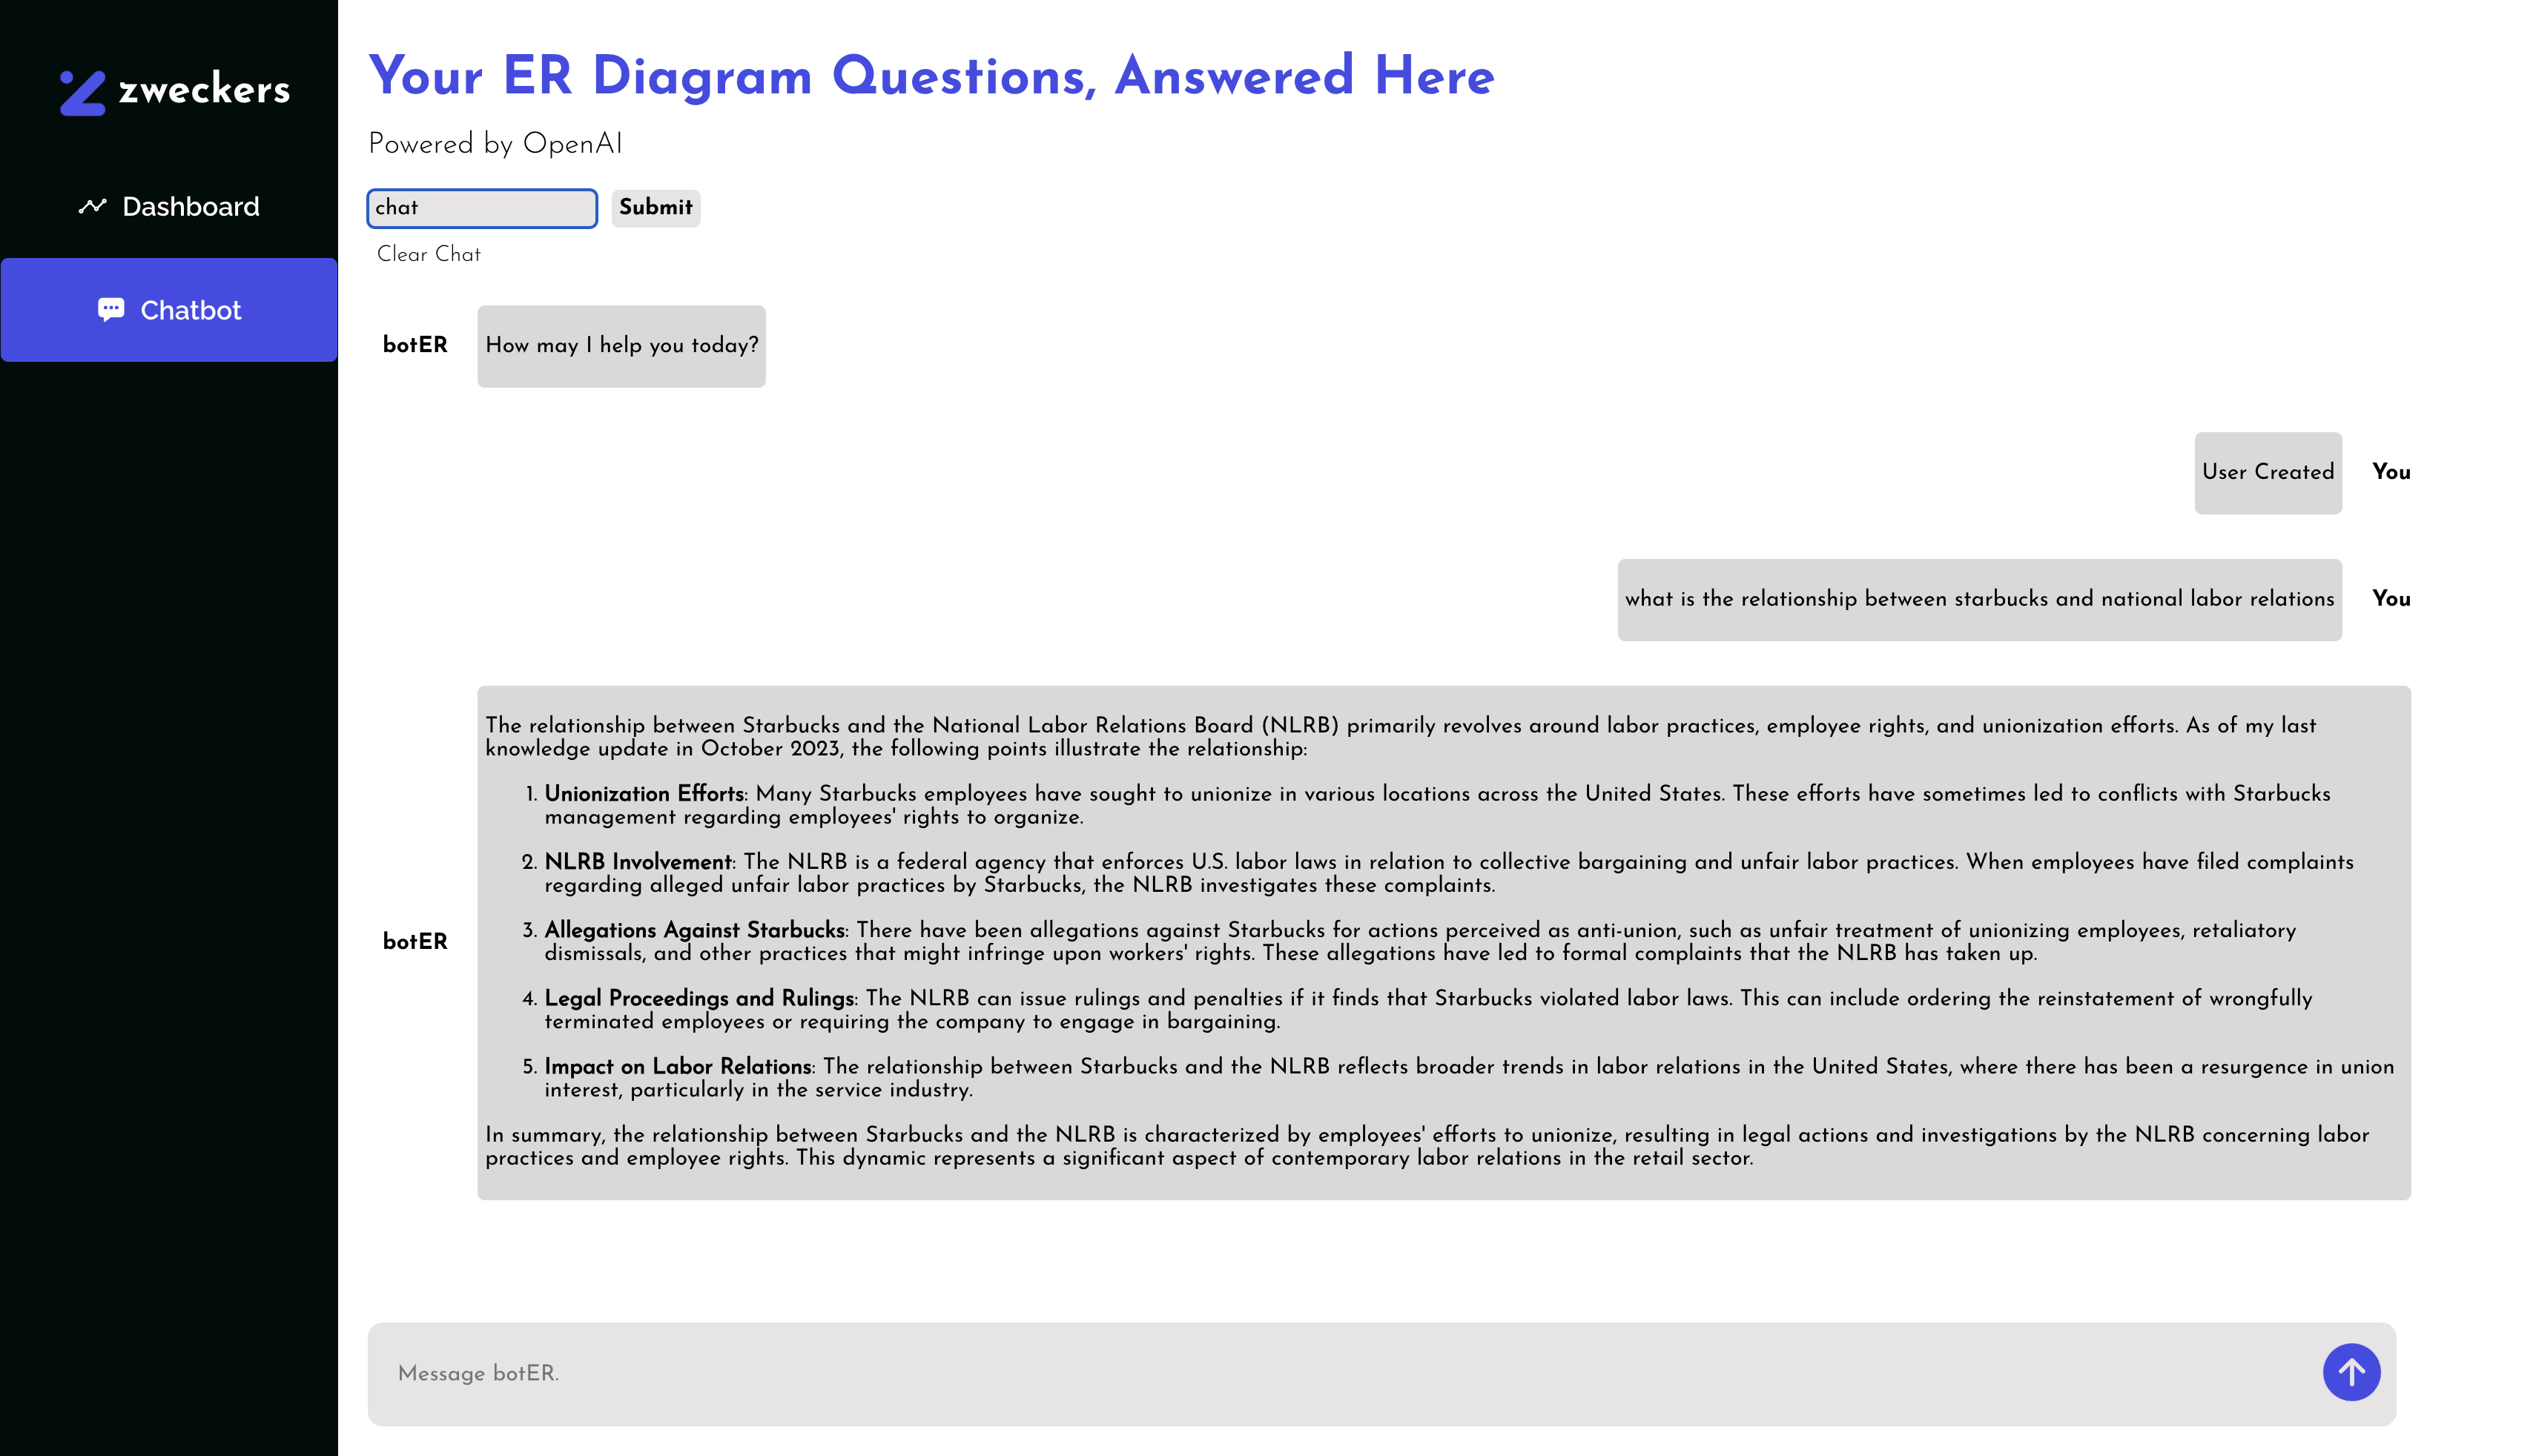 zweckers
Dashboard
Chatbot
Your ER Diagram Questions, Answered Here
Powered by OpenAI
chat
Submit
Clear Chat
botER
How may I help you today?
User Created
You
what is the relationship between starbucks and national labor relations
You
botER
The relationship between Starbucks and the National Labor Relations Board (NLRB) primarily revolves around labor practices, employee rights, and unionization efforts. As of my last
knowledge update in October 2023, the following points illustrate the relationship:
1. Unionization Efforts: Many Starbucks employees have sought to unionize in various locations across the United States. These efforts have sometimes led to conflicts with Starbucks
management regarding employees' rights to organize.
2. NLRB Involvement: The NLRB is a federal agency that enforces U.S. labor laws in relation to collective bargaining and unfair labor practices. When employees have filed complaints
regarding alleged unfair labor practices by Starbucks, the NLRB investigates these complaints.
3. Allegations Against Starbucks: There have been allegations against Starbucks for actions perceived as anti-union, such as unfair treatment of unionizing employees, retaliatory
dismissals, and other practices that might infringe upon workers' rights. These allegations have led to formal complaints that the NLRB has taken up.
4. Legal Proceedings and Rulings: The NLRB can issue rulings and penalties if it finds that Starbucks violated labor laws. This can include ordering the reinstatement of wrongfully
terminated employees or requiring the company to engage in bargaining.
5. Impact on Labor Relations: The relationship between Starbucks and the NLRB reflects broader trends in labor relations in the United States, where there has been a resurgence in union
interest, particularly in the service industry.
In summary, the relationship between Starbucks and the NLRB is characterized by employees' efforts to unionize, resulting in legal actions and investigations by the NLRB concerning labor
practices and employee rights. This dynamic represents a significant aspect of contemporary labor relations in the retail sector.
Message botER.